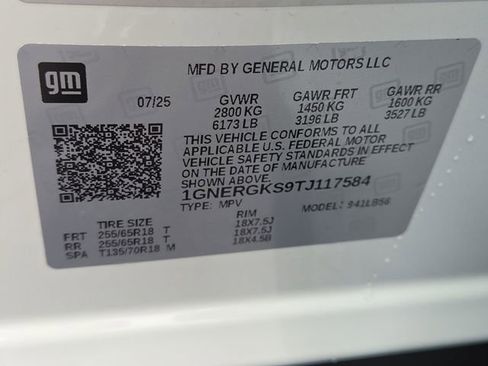 gm
MFD BY GENERAL MOTORS LLC
07/25 GVWR GAWR FRT GAWR RR
2800 KG 1450 KG 1600 KG
6173 LB 3196 LB 3527 LB
THIS VEHICLE CONFORMS TO ALL
APPLICABLE U.S. FEDERAL MOTOR
VEHICLE SAFETY STANDARDS IN EFFECT
ON THE DATE OF MANUFACTURE
SHOWN ABOVE.
1GNERGKS9TJ117584
TYPE: MPV MODEL: 941LB56
TIRE SIZE RIM
FRT 255/65R18 T 18X7.5J
RR 255/65R18 T 18X7.5J
SPA T135/70R18 M 18X4.5B